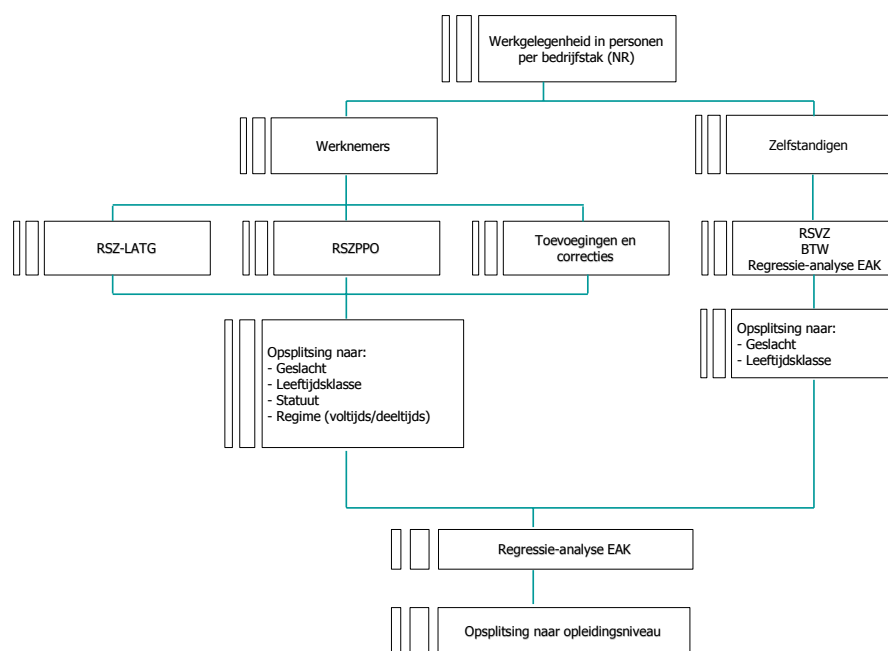 Werkgelegenheid in personen
per bedrijfstak (NR)
Werknemers
Zelfstandigen
RSZ-LATG
RSZPPO
Toevoegingen en
correcties
RSVZ
BTW
Regressie-analyse EAK
Opsplitsing naar:
- Geslacht
- Leeftijdsklasse
- Statuut
- Regime (voltijds/deeltijds)
Opsplitsing naar:
- Geslacht
- Leeftijdsklasse
Regressie-analyse EAK
Opsplitsing naar opleidingsniveau